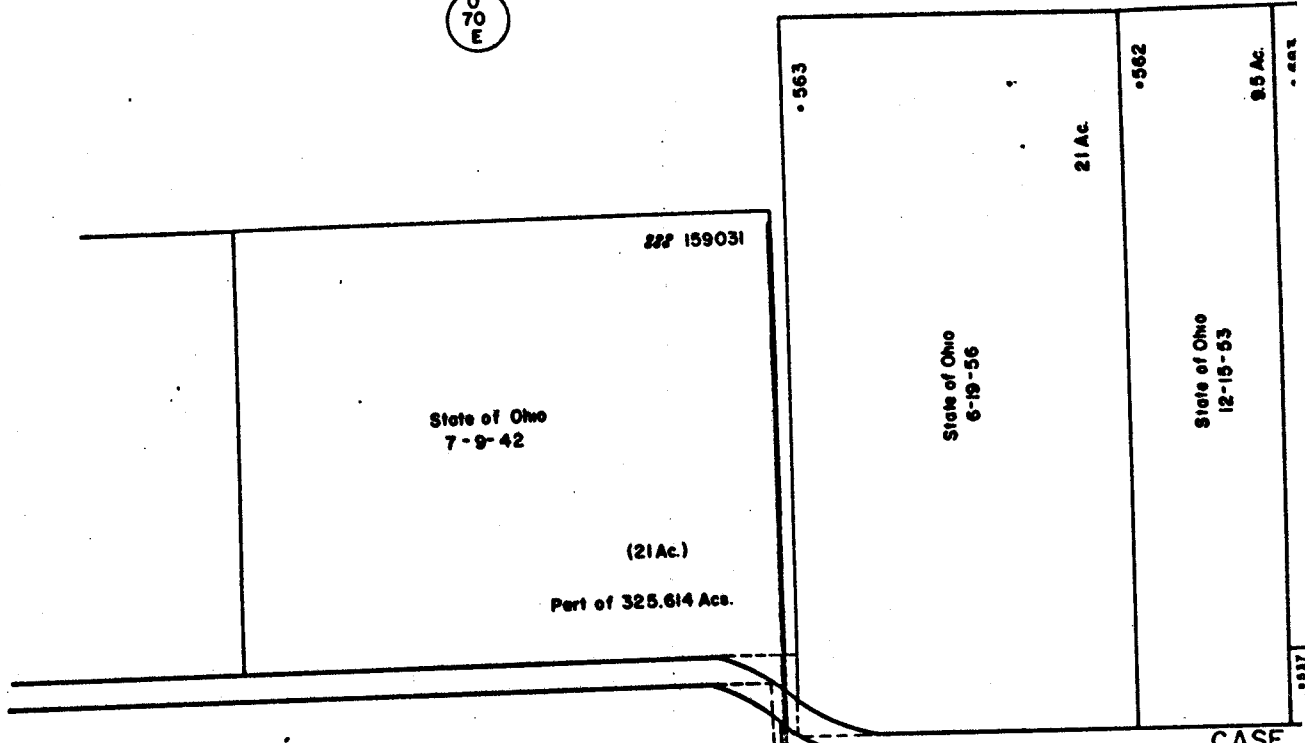 70
E
•563
•562
9.5 Ac.
21 Ac.
159031
State of Ohio
7-9-42
State of Ohio
6-19-56
State of Ohio
12-15-53
(21 Ac.)
Part of 325.614 Acs.
•537
CASE